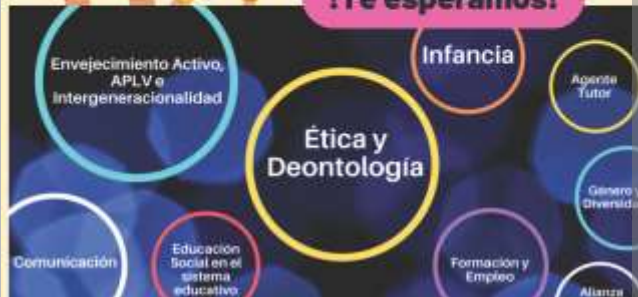 ¡Te esperamos!
Envejecimiento Activo,
APLV e
Intergeneracionalidad
Infancia
Agente
Tutor
Ética y
Deontología
Género y
Comunicación
Educación
Social en el
sistema
educativo
Formación y
Empleo
Alianza